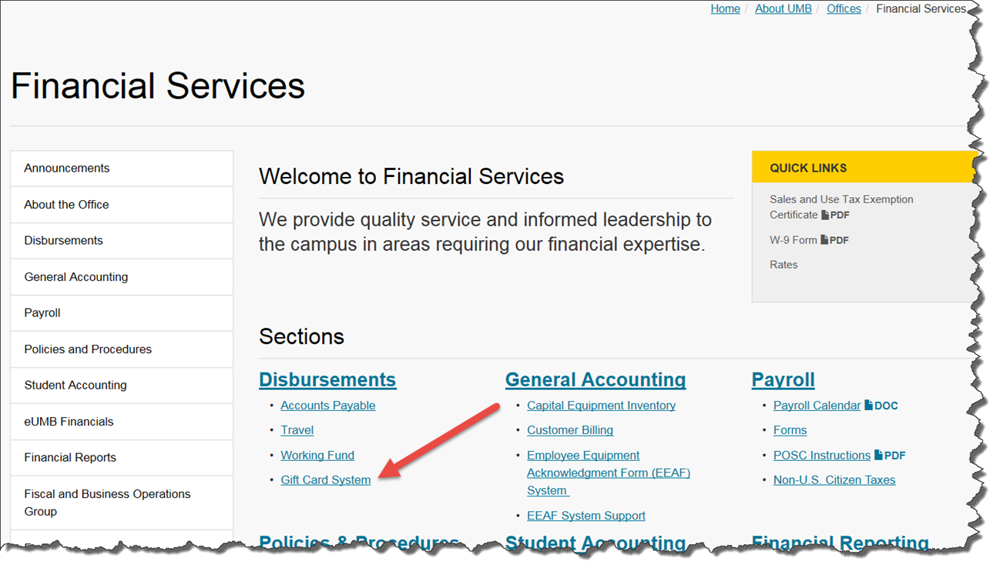 Home / About UMB / Offices / Financial Services
Financial Services
Announcements
About the Office
Disbursements
General Accounting
Payroll
Policies and Procedures
Student Accounting
eUMB Financials
Financial Reports
Fiscal and Business Operations
Group
Welcome to Financial Services
We provide quality service and informed leadership to
the campus in areas requiring our financial expertise.
QUICK LINKS
Sales and Use Tax Exemption
Certificate PDF
W-9 Form PDF
Rates
Sections
Disbursements
• Accounts Payable
• Travel
• Working Fund
• Gift Card System
General Accounting
• Capital Equipment Inventory
• Customer Billing
• Employee Equipment
Acknowledgment Form (EEAF)
System
• EEAF System Support
Payroll
• Payroll Calendar DOC
• Forms
• POSC Instructions PDF
• Non-U.S. Citizen Taxes
Policies & Procedures
Student Accounting
Financial Reporting